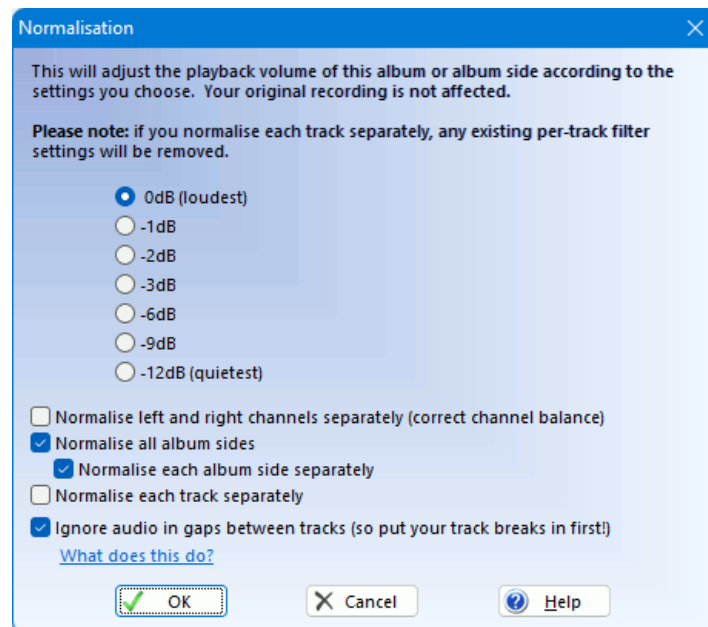 Normalisation
This will adjust the playback volume of this album or album side according to the
settings you choose.  Your original recording is not affected.
Please note: if you normalise each track separately, any existing per-track filter
settings will be removed.
0dB (loudest)
-1dB
-2dB
-3dB
-6dB
-9dB
-12dB (quietest)
Normalise left and right channels separately (correct channel balance)
Normalise all album sides
Normalise each album side separately
Normalise each track separately
Ignore audio in gaps between tracks (so put your track breaks in first!)
What does this do?
OK Cancel Help